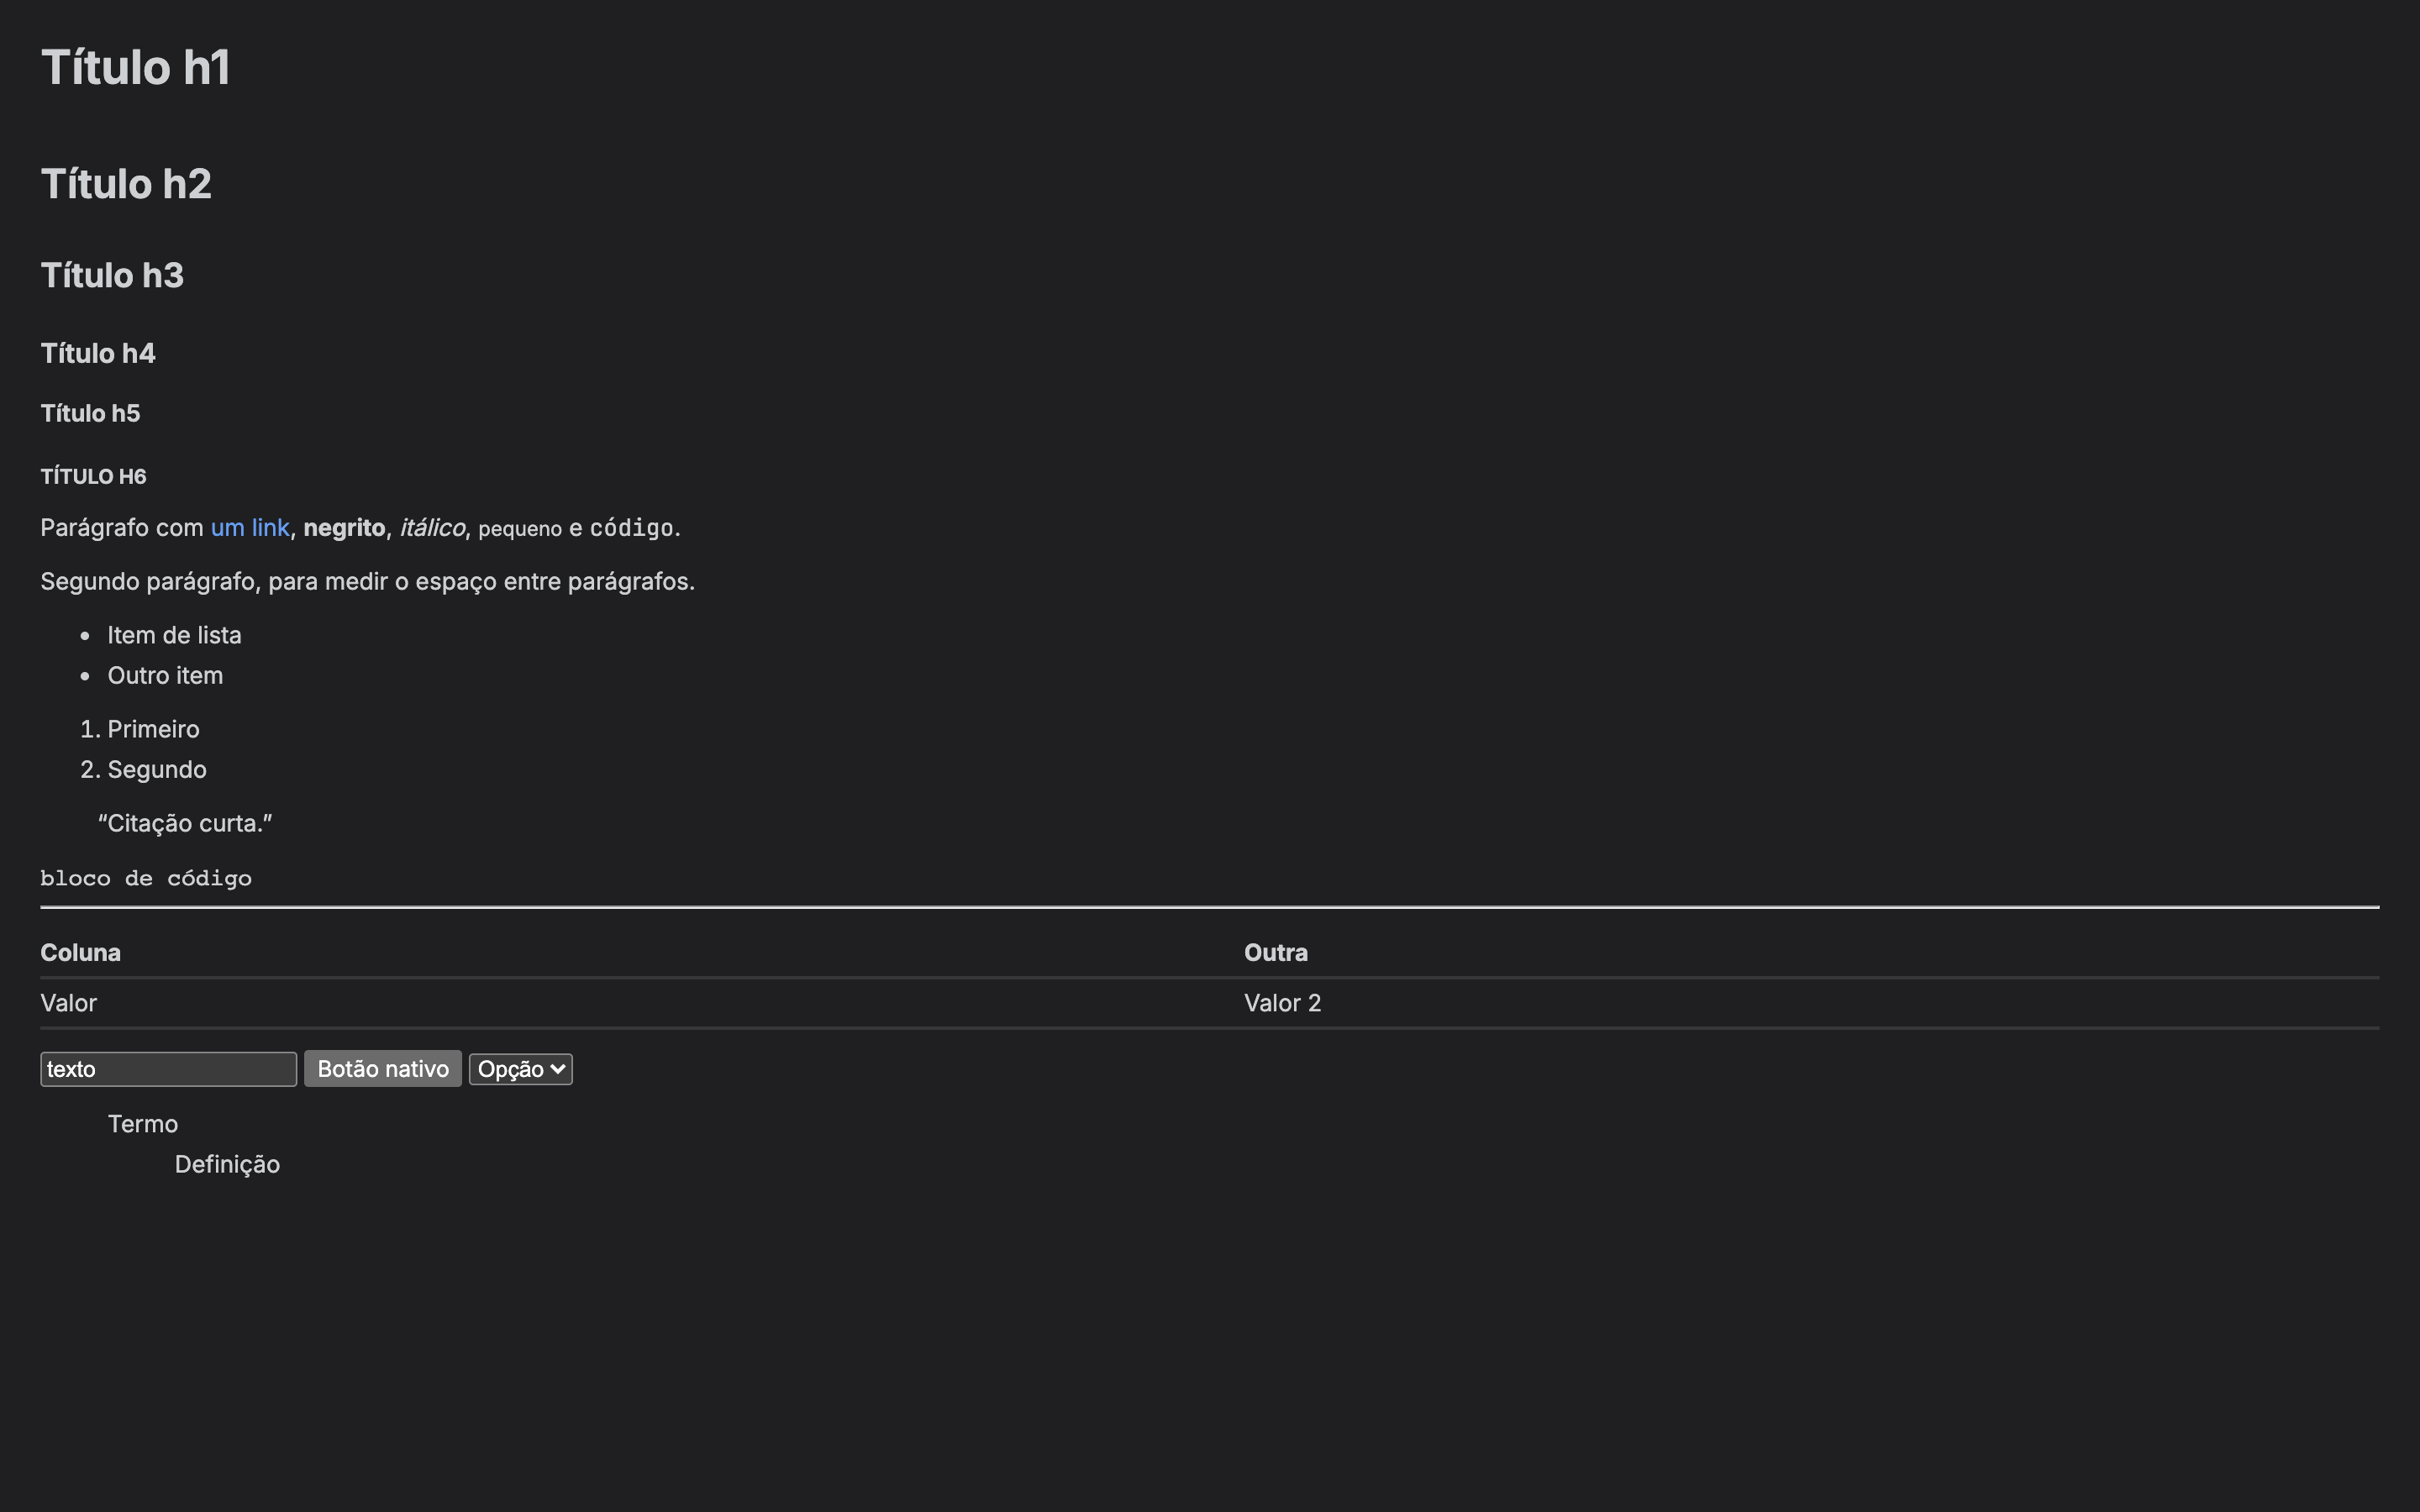 Título h1
Título h2
Título h3
Título h4
Título h5
TÍTULO H6
Parágrafo com um link, negrito, itálico, pequeno e código.
Segundo parágrafo, para medir o espaço entre parágrafos.
• Item de lista
• Outro item
1. Primeiro
2. Segundo
“Citação curta.”
bloco de código
Coluna Outra
Valor Valor 2
texto Botão nativo Opção
Termo
Definição